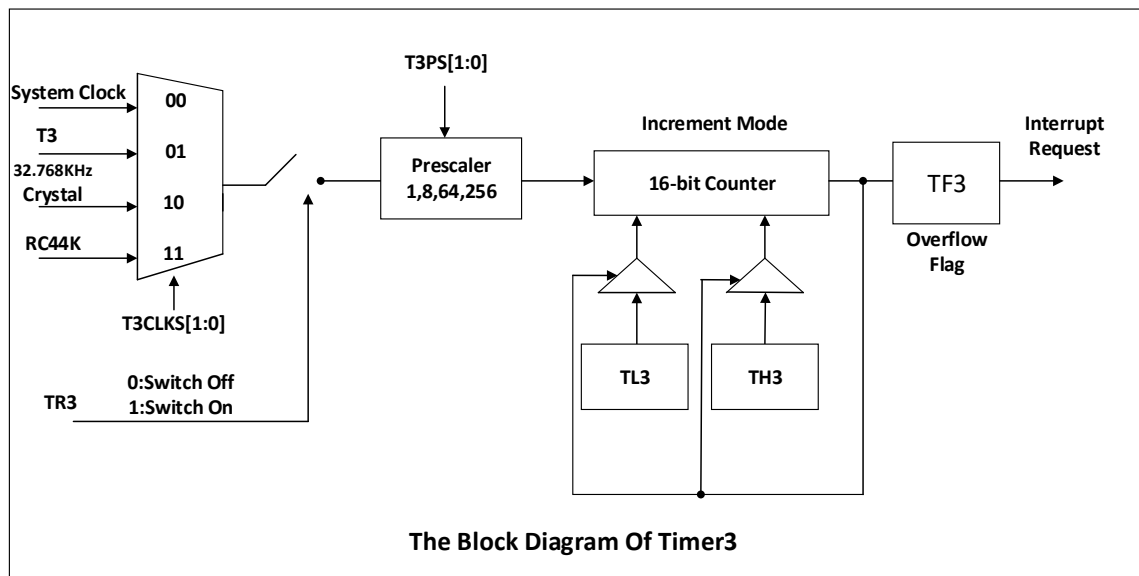 System Clock
T3
32.768KHz
Crystal
RC44K
00
01
10
11
T3CLKS[1:0]
TR3
0:Switch Off
1:Switch On
T3PS[1:0]
Prescaler
1,8,64,256
Increment Mode
16-bit Counter
TL3
TH3
TF3
Overflow
Flag
Interrupt
Request
The Block Diagram Of Timer3